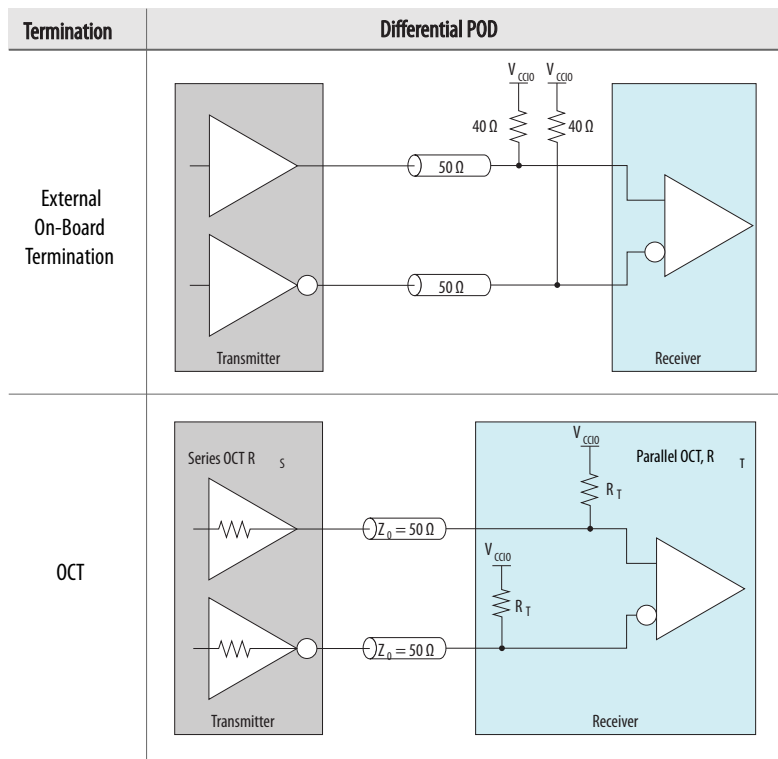 Termination
Differential POD
External
On-Board
Termination
V CCIO
V CCIO
40 Ω
40 Ω
50 Ω
50 Ω
Transmitter
Receiver
OCT
Series OCT R S
V CCIO
Parallel OCT, R T
R T
Z 0 = 50 Ω
V CCIO
R T
Z 0 = 50 Ω
Transmitter
Receiver